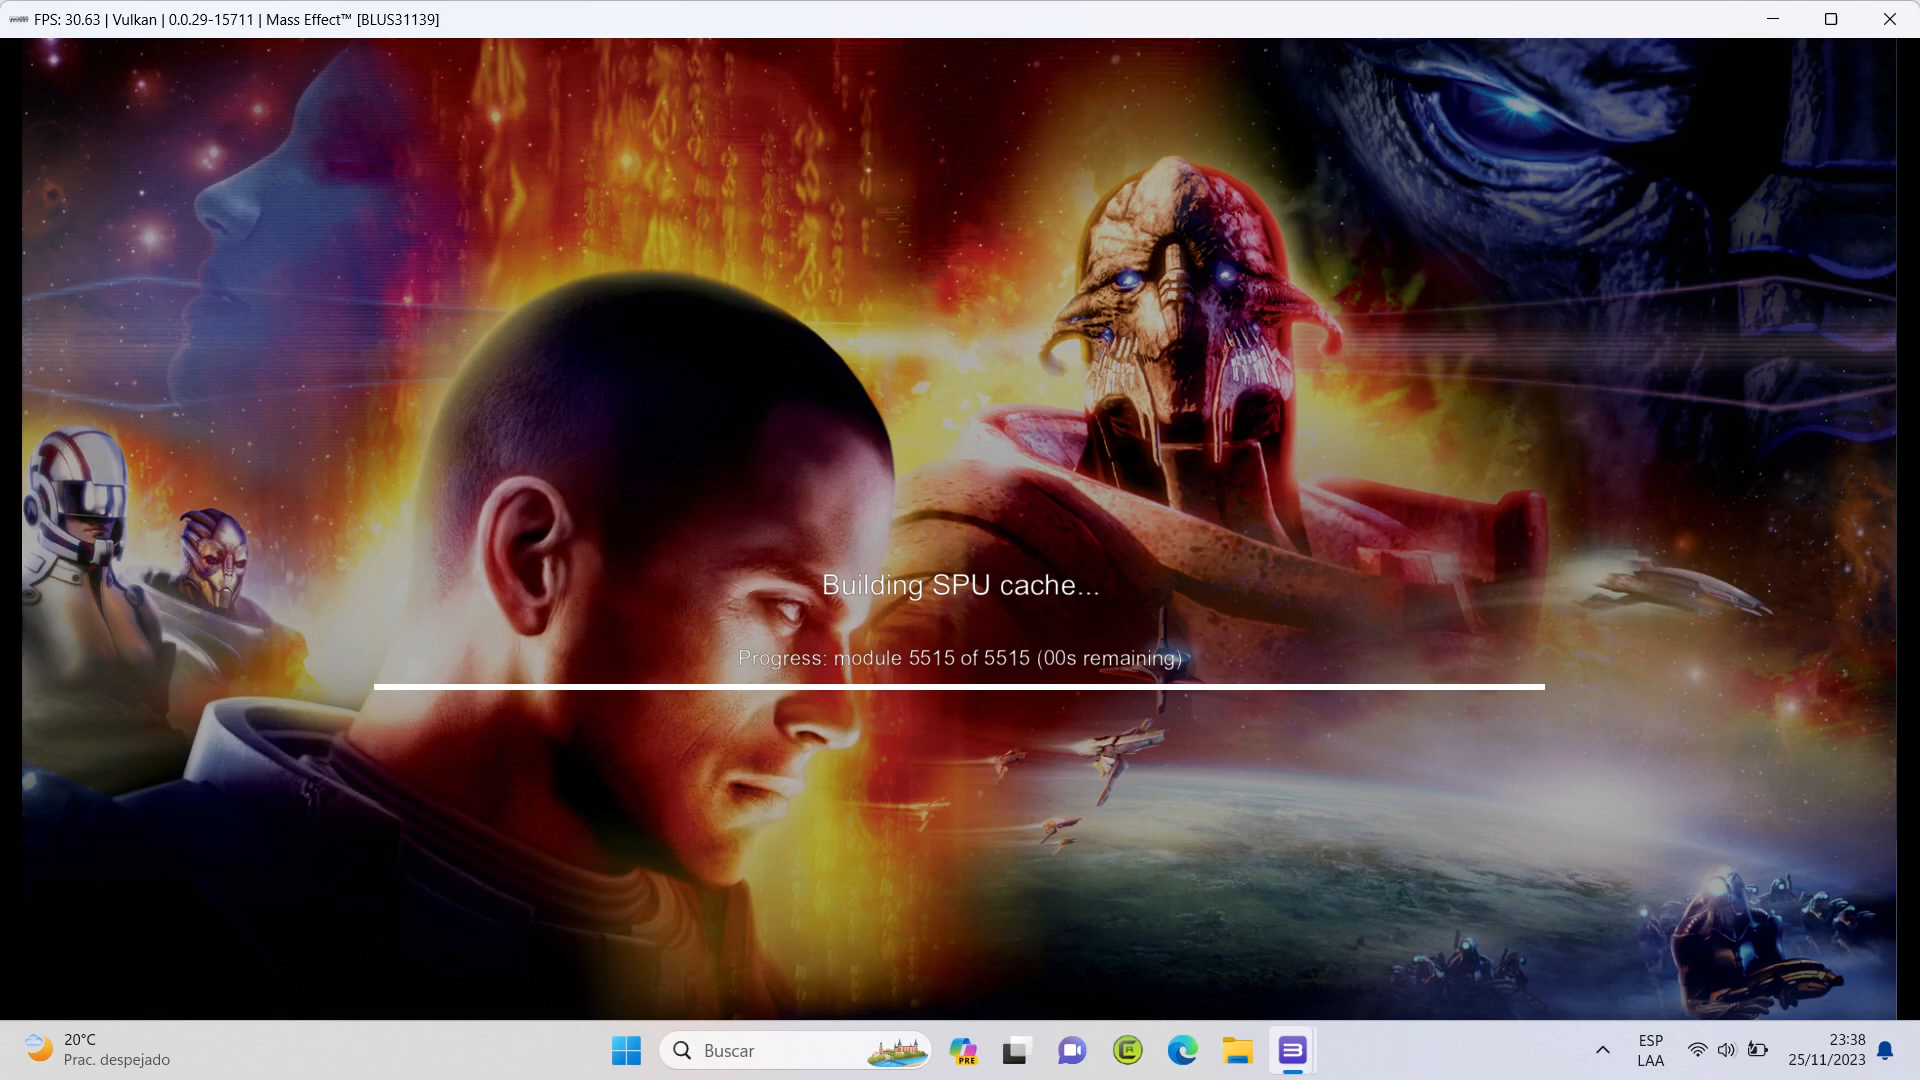 FPS: 30.63 | Vulkan | 0.0.29-15711 | Mass Effect™ [BLUS31139]
Building SPU cache...
Progress: module 5515 of 5515 (00s remaining)
20°C
Prac. despejado
Buscar
PRE
ESP
LAA
23:38
25/11/2023